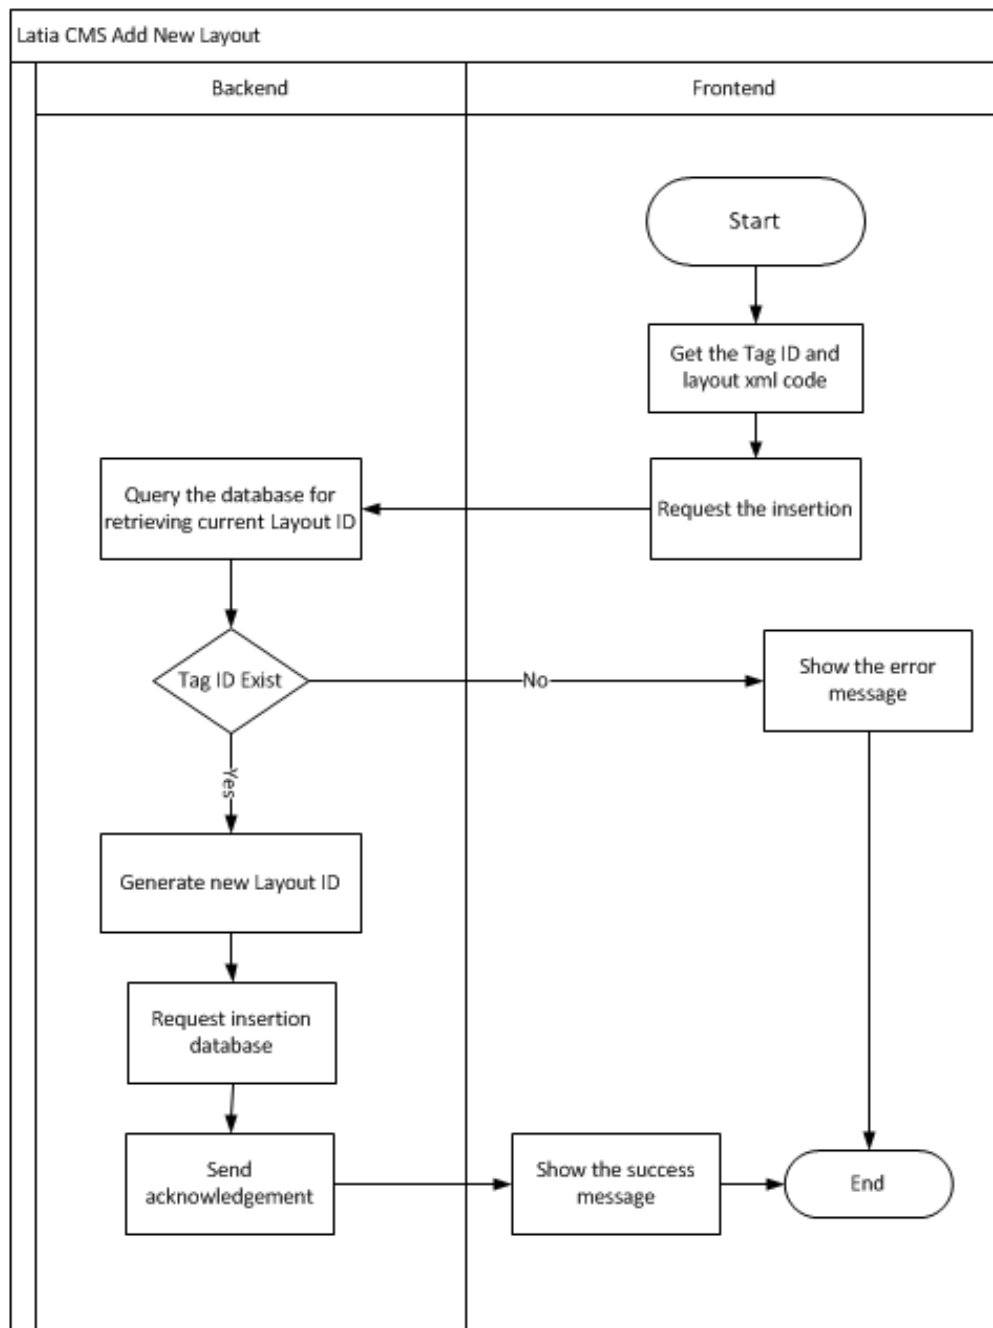 Latia CMS Add New Layout
Backend
Frontend
Start
Get the Tag ID and
layout xml code
Query the database for
retrieving current Layout ID
Request the insertion
Tag ID Exist
No
Show the error
message
Yes
Generate new Layout ID
Request insertion
database
Send
acknowledgement
Show the success
message
End